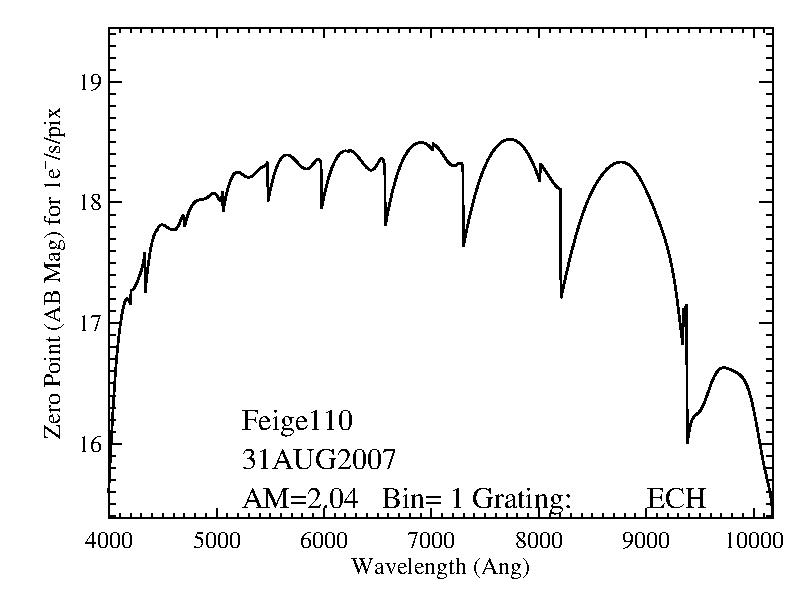 19
18
17
16
Zero Point (AB Mag) for 1e⁻/s/pix
Feige110
31AUG2007
AM=2.04 Bin= 1 Grating: ECH
4000 5000 6000 7000 8000 9000 10000
Wavelength (Ang)